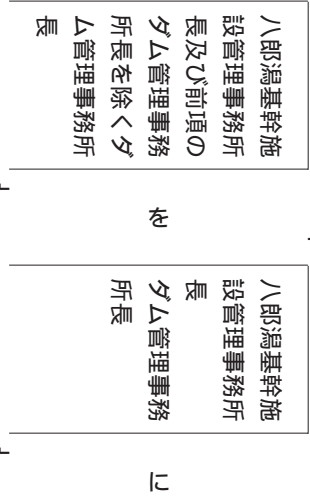 八郎潟基幹施
設管理事務所
長及び前項の
ダム管理事務
所長を除くダ
ム管理事務所
長
を
八郎潟基幹施
設管理事務所
長
ダム管理事務
所長
に